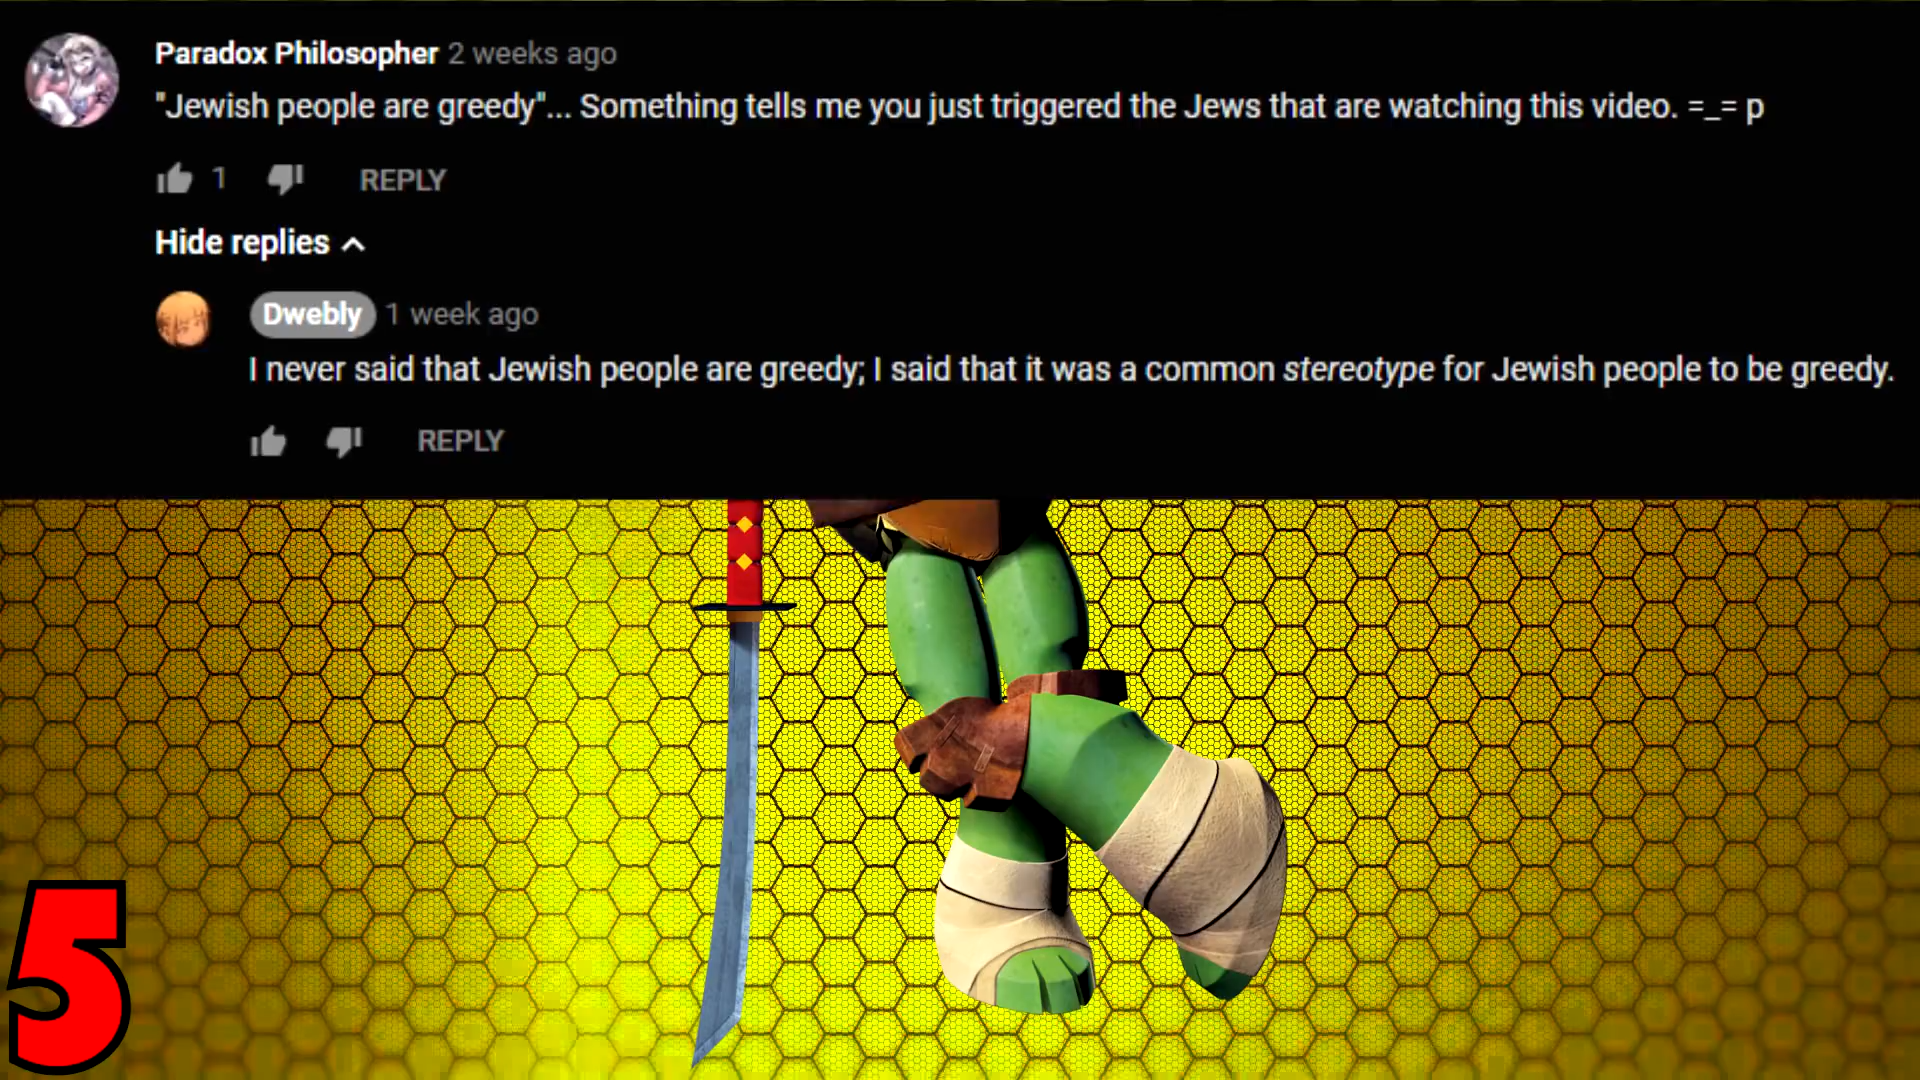 Paradox Philosopher 2 weeks ago
"Jewish people are greedy"... Something tells me you just triggered the Jews that are watching this video. =_= p
1 REPLY
Hide replies
Dwebly 1 week ago
I never said that Jewish people are greedy; I said that it was a common stereotype for Jewish people to be greedy.
REPLY
5